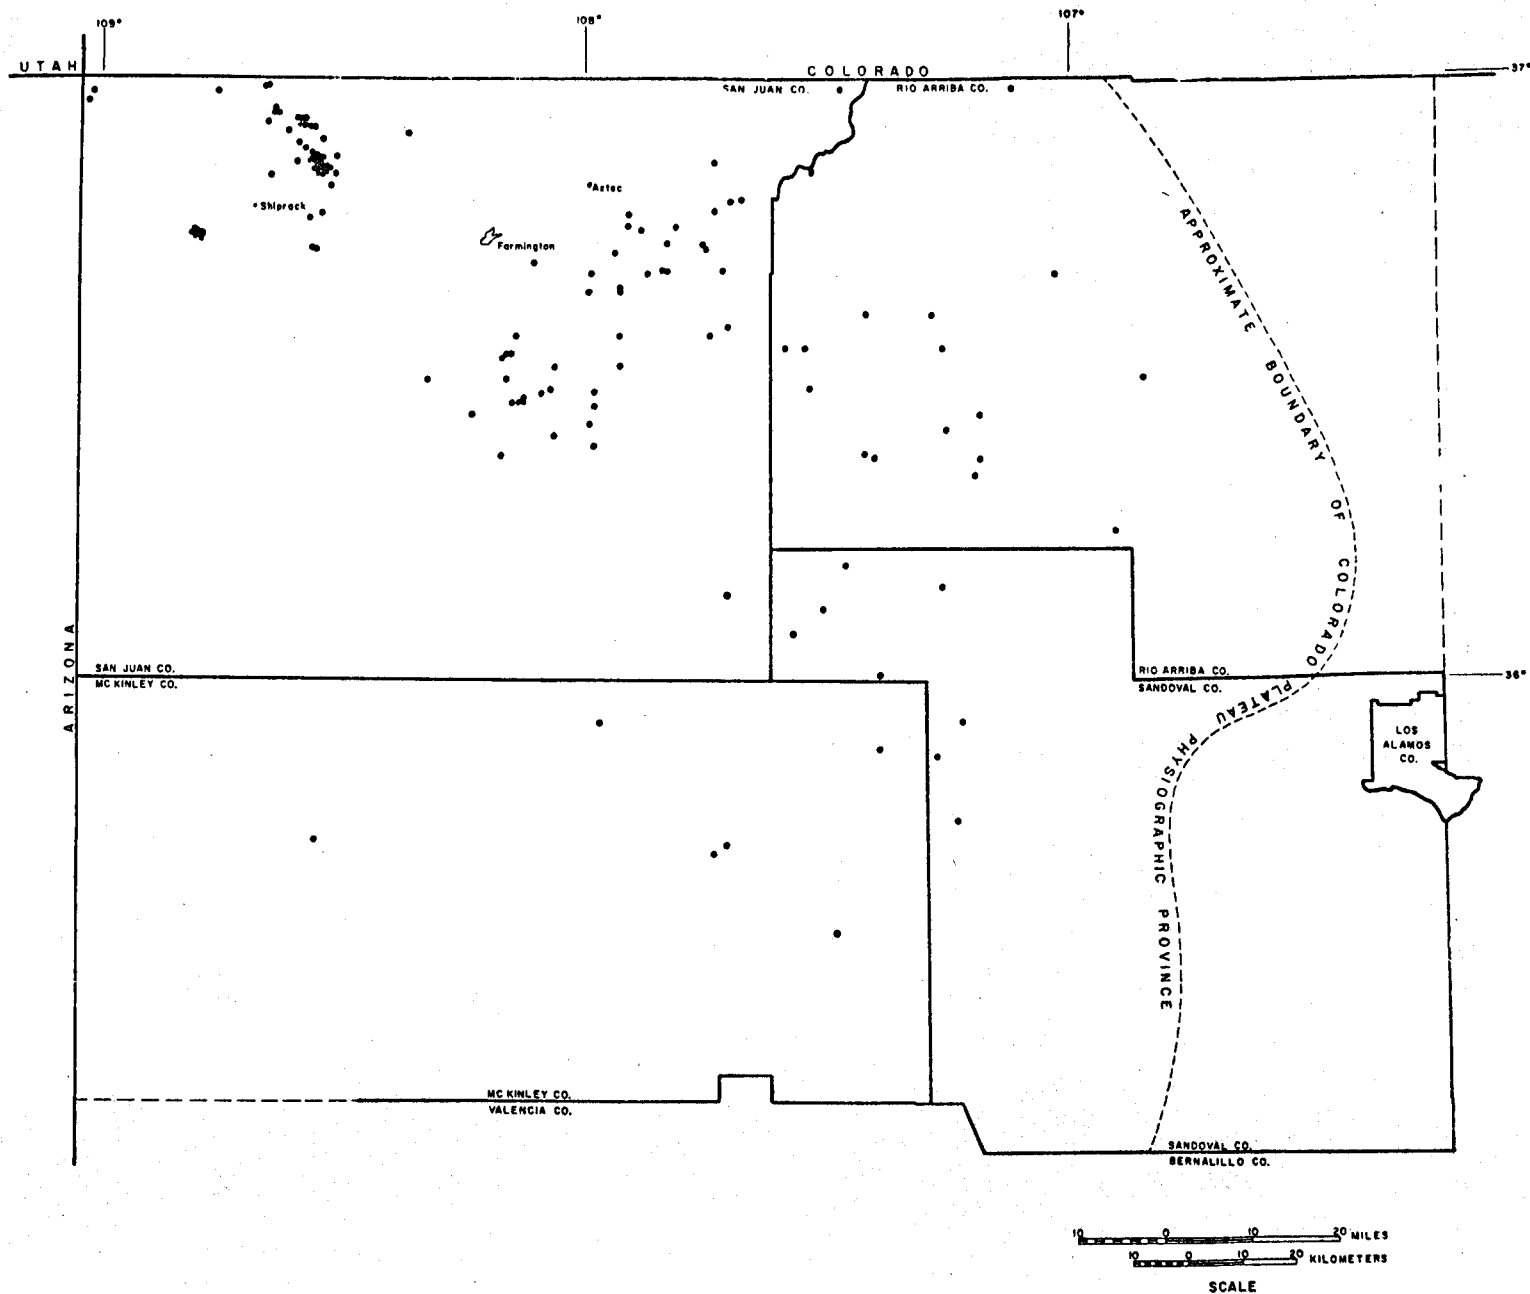 109°
108°
107°
UTAH
COLORADO
37°
SAN JUAN CO.
RIO ARRIBA CO.
Aztec
Shiprock
Farmington
APPROXIMATE BOUNDARY OF COLORADO PLATEAU PHYSIOGRAPHIC PROVINCE
ARIZONA
SAN JUAN CO.
MC KINLEY CO.
RIO ARRIBA CO.
SANDOVAL CO.
36°
LOS
ALAMOS
CO.
MC KINLEY CO.
VALENCIA CO.
SANDOVAL CO.
BERNALILLO CO.
10 0 10 20 MILES
10 0 10 20 KILOMETERS
SCALE